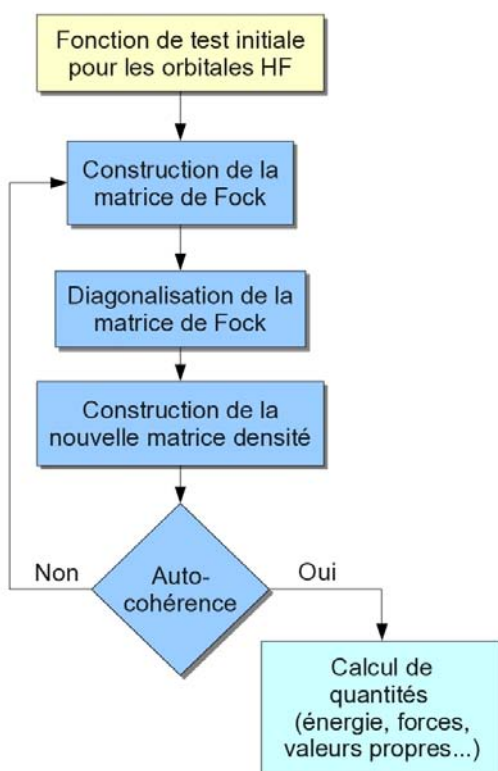 Fonction de test initiale
pour les orbitales HF
Construction de la
matrice de Fock
Diagonalisation de la
matrice de Fock
Construction de la
nouvelle matrice densité
Auto-
cohérence
Non
Oui
Calcul de
quantités
(énergie, forces,
valeurs propres...)